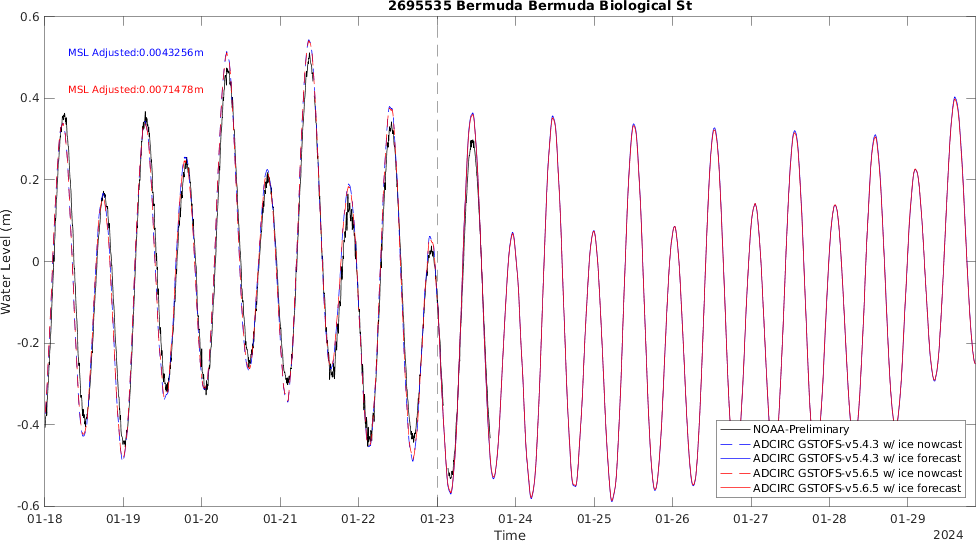 2695535 Bermuda Bermuda Biological St
MSL Adjusted:0.0043256m
MSL Adjusted:0.0071478m
Water Level (m)
0.6
0.4
0.2
0
-0.2
-0.4
-0.6
NOAA-Preliminary
ADCIRC GSTOFS-v5.4.3 w/ ice nowcast
ADCIRC GSTOFS-v5.4.3 w/ ice forecast
ADCIRC GSTOFS-v5.6.5 w/ ice nowcast
ADCIRC GSTOFS-v5.6.5 w/ ice forecast
01-18 01-19 01-20 01-21 01-22 01-23 01-24 01-25 01-26 01-27 01-28 01-29
Time
2024